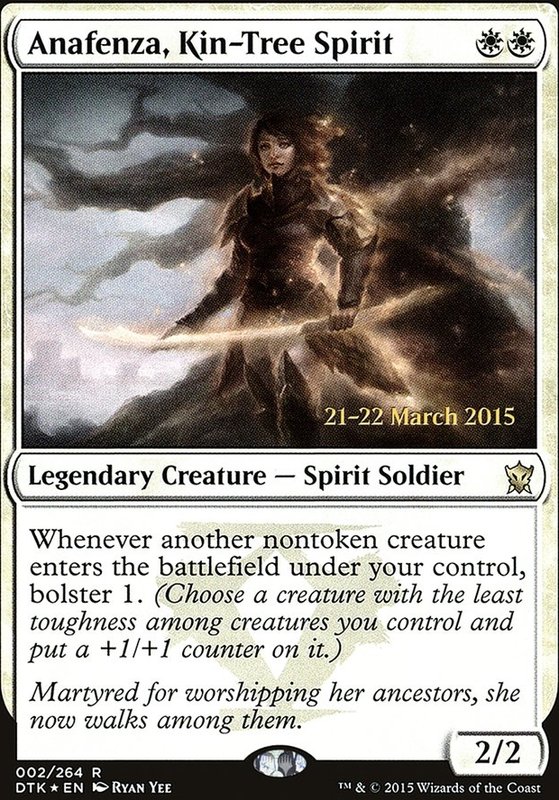 Anafenza, Kin-Tree Spirit
21–22 March 2015
Legendary Creature — Spirit Soldier
Whenever another nontoken creature
enters the battlefield under your control,
bolster 1. (Choose a creature with the least
toughness among creatures you control and
put a +1/+1 counter on it.)
Martyred for worshipping her ancestors, she
now walks among them.
2/2
002/264 R
DTK ★ EN Ryan Yee
™ & © 2015 Wizards of the Coast